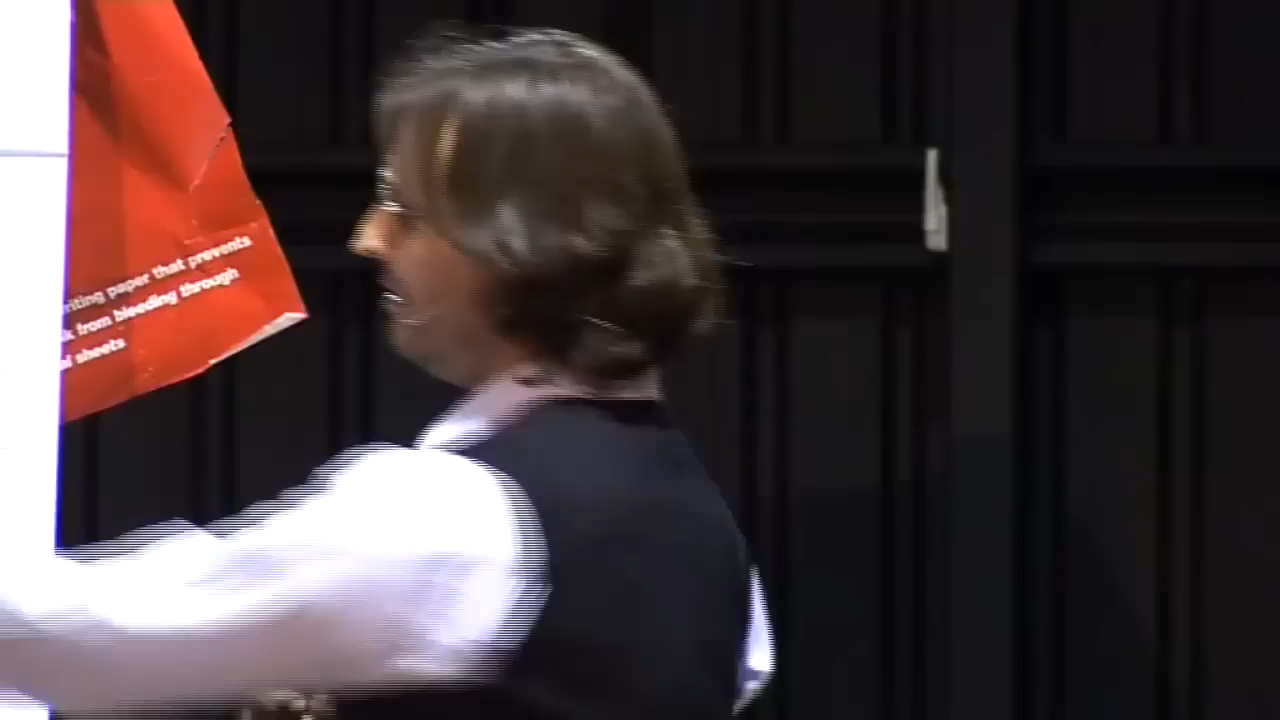 riting paper that prevents
k from bleeding through
sheets